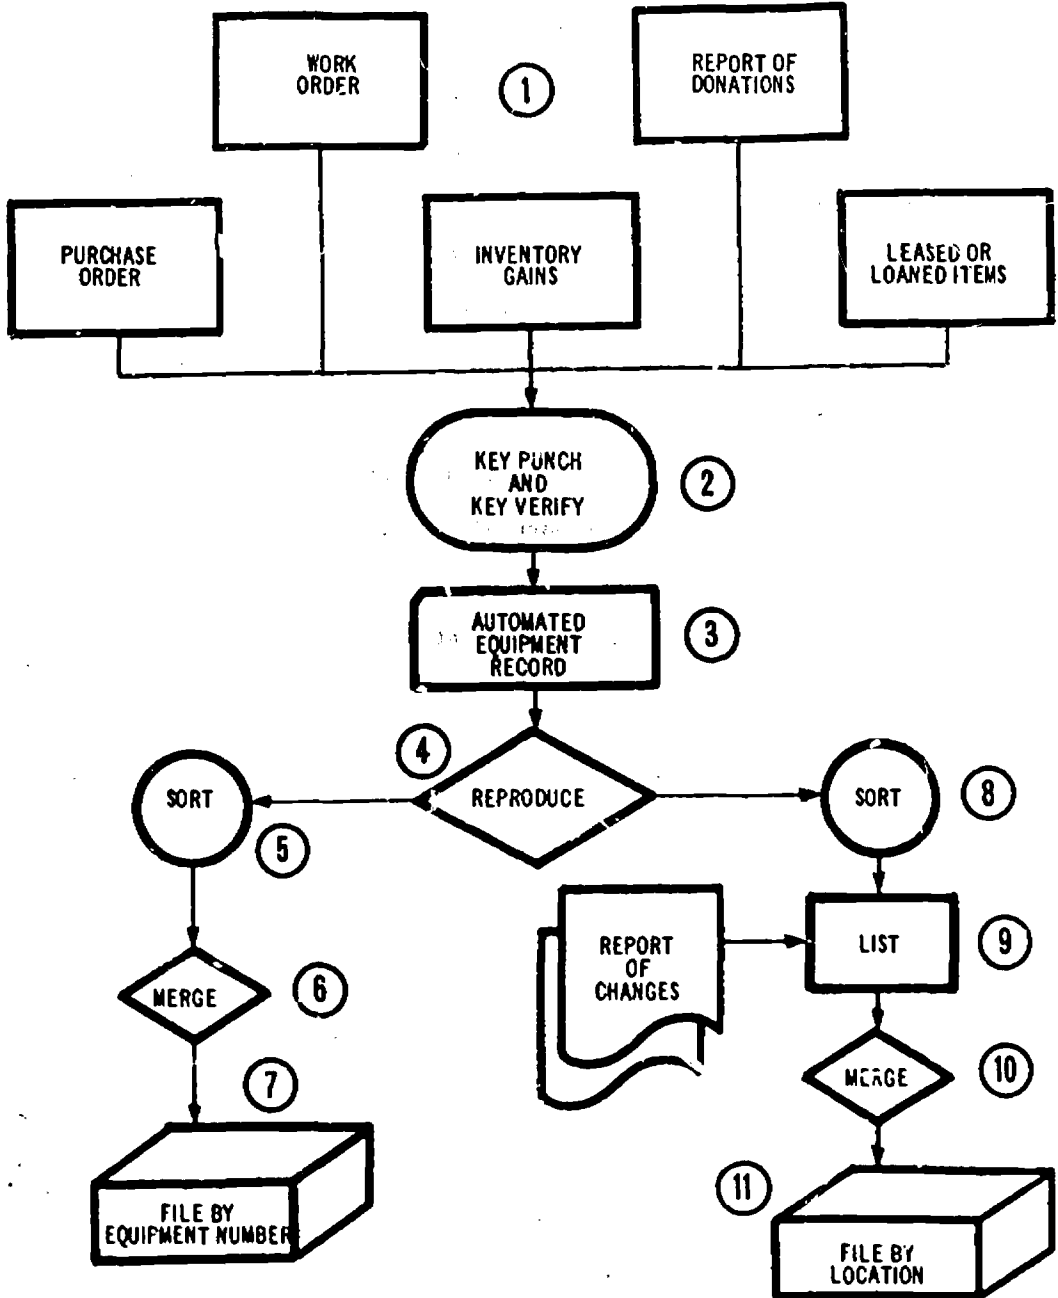 WORK
ORDER
1
REPORT OF
DONATIONS
PURCHASE
ORDER
INVENTORY
GAINS
LEASED OR
LOANED ITEMS
KEY PUNCH
AND
KEY VERIFY
2
AUTOMATED
EQUIPMENT
RECORD
3
4
REPRODUCE
SORT
5
SORT
8
REPORT
OF
CHANGES
LIST
9
MERGE
6
MERGE
10
7
FILE BY
EQUIPMENT NUMBER
11
FILE BY
LOCATION